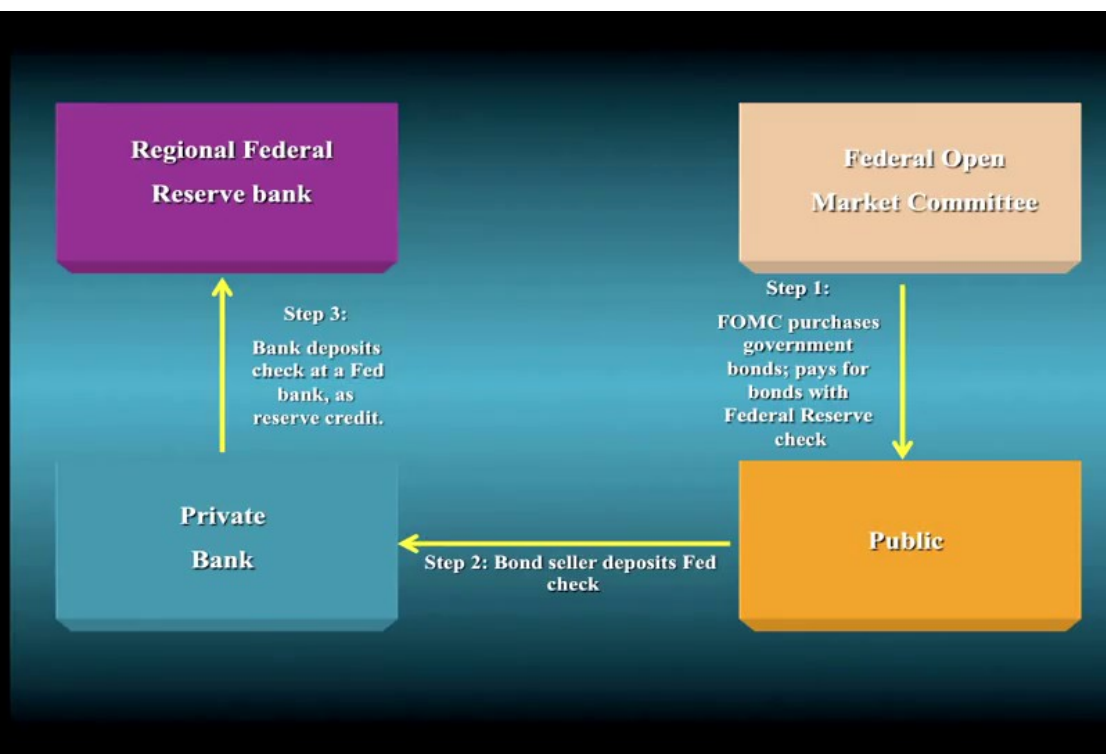 Regional Federal
Reserve bank
Federal Open
Market Committee
Step 1:
FOMC purchases
government
bonds; pays for
bonds with
Federal Reserve
check
Step 3:
Bank deposits
check at a Fed
bank, as
reserve credit.
Private
Bank
Step 2: Bond seller deposits Fed
check
Public